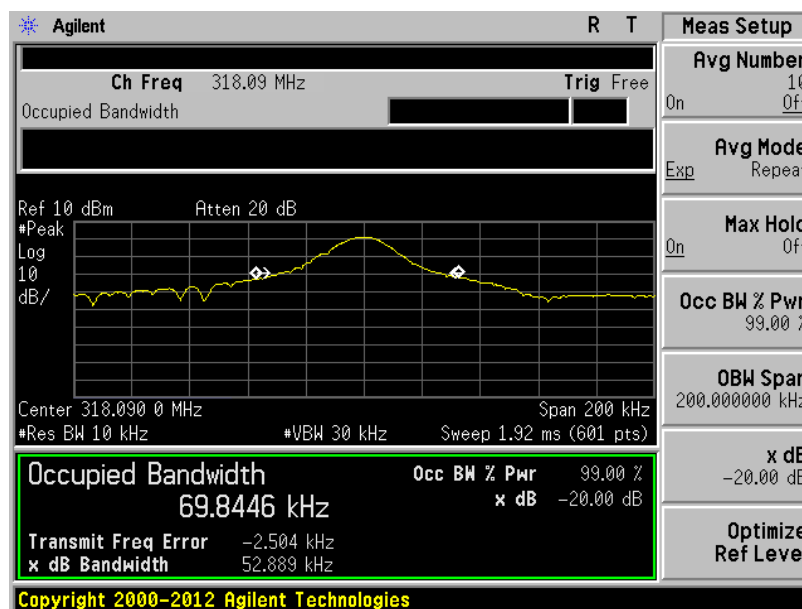 Agilent R T
Ch Freq 318.09 MHz Trig Free
Occupied Bandwidth
Ref 10 dBm Atten 20 dB
#Peak
Log
10
dB/
Center 318.090 0 MHz Span 200 kHz
#Res BW 10 kHz #VBW 30 kHz Sweep 1.92 ms (601 pts)
Occupied Bandwidth
69.8446 kHz
Occ BW % Pwr 99.00 %
x dB -20.00 dB
Transmit Freq Error -2.504 kHz
x dB Bandwidth 52.889 kHz
Copyright 2000-2012 Agilent Technologies
Meas Setup
Avg Number
10
On Of
Avg Mode
Exp Repea
Max Hold
On Of
Occ BW % Pwr
99.00 %
OBW Span
200.000000 kHz
x dB
-20.00 dB
Optimize
Ref Leve